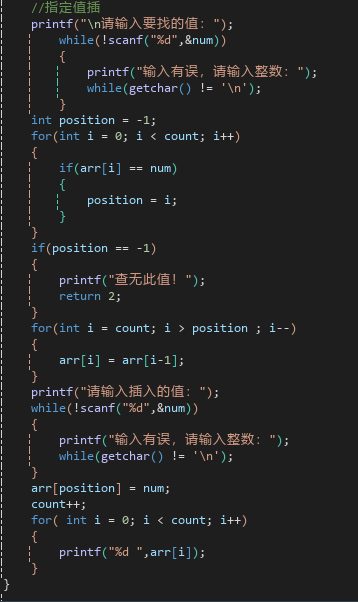 //指定值插
printf("\n请输入要找的值：");
while(!scanf("%d",&num))
{
printf("输入有误，请输入整数：");
while(getchar() != '\n');
}
int position = -1;
for(int i = 0; i < count; i++)
{
if(arr[i] == num)
{
position = i;
}
}
if(position == -1)
{
printf("查无此值！");
return 2;
}
for(int i = count; i > position ; i--)
{
arr[i] = arr[i-1];
}
printf("请输入插入的值：");
while(!scanf("%d",&num))
{
printf("输入有误，请输入整数：");
while(getchar() != '\n');
}
arr[position] = num;
count++;
for( int i = 0; i < count; i++)
{
printf("%d ",arr[i]);
}
}